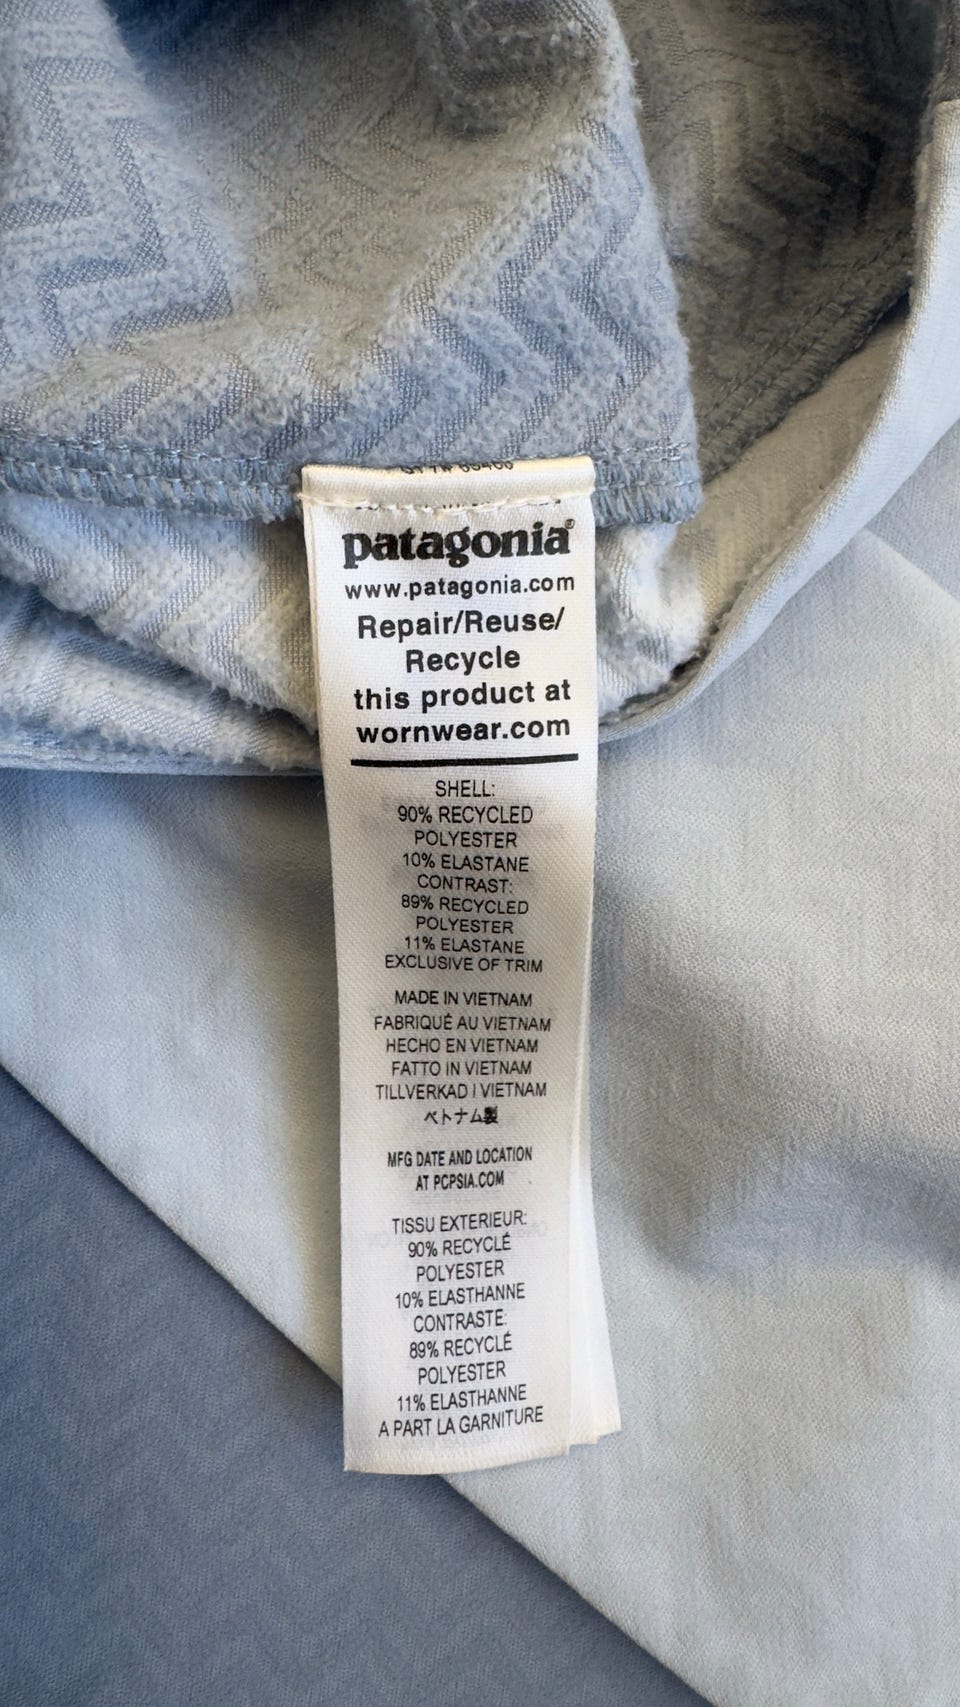 patagonia®
www.patagonia.com
Repair/Reuse/
Recycle
this product at
wornwear.com
SHELL:
90% RECYCLED
POLYESTER
10% ELASTANE
CONTRAST:
89% RECYCLED
POLYESTER
11% ELASTANE
EXCLUSIVE OF TRIM
MADE IN VIETNAM
FABRIQUÉ AU VIETNAM
HECHO EN VIETNAM
FATTO IN VIETNAM
TILLVERKAD I VIETNAM
ベトナム製
MFG DATE AND LOCATION
AT PCPSIA.COM
TISSU EXTERIEUR:
90% RECYCLÉ
POLYESTER
10% ELASTHANNE
CONTRASTE:
89% RECYCLÉ
POLYESTER
11% ELASTHANNE
A PART LA GARNITURE